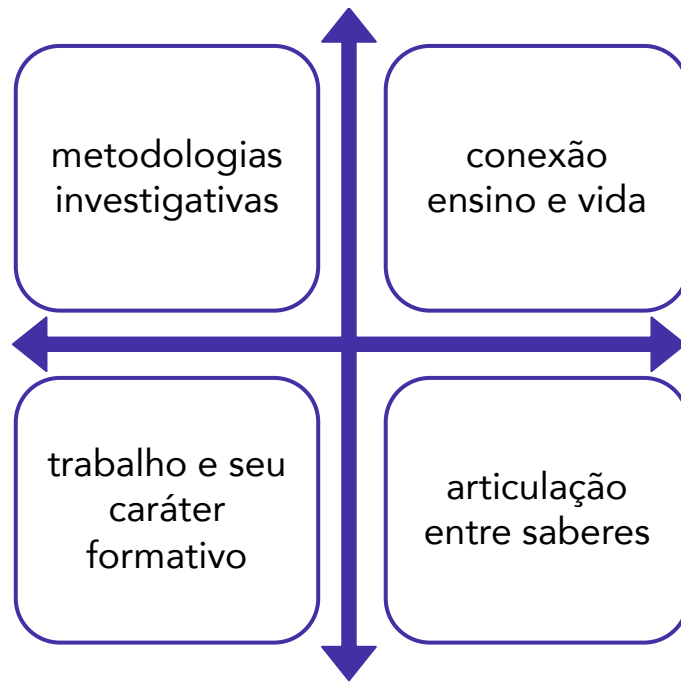 metodologias
investigativas
conexão
ensino e vida
trabalho e seu
caráter
formativo
articulação
entre saberes